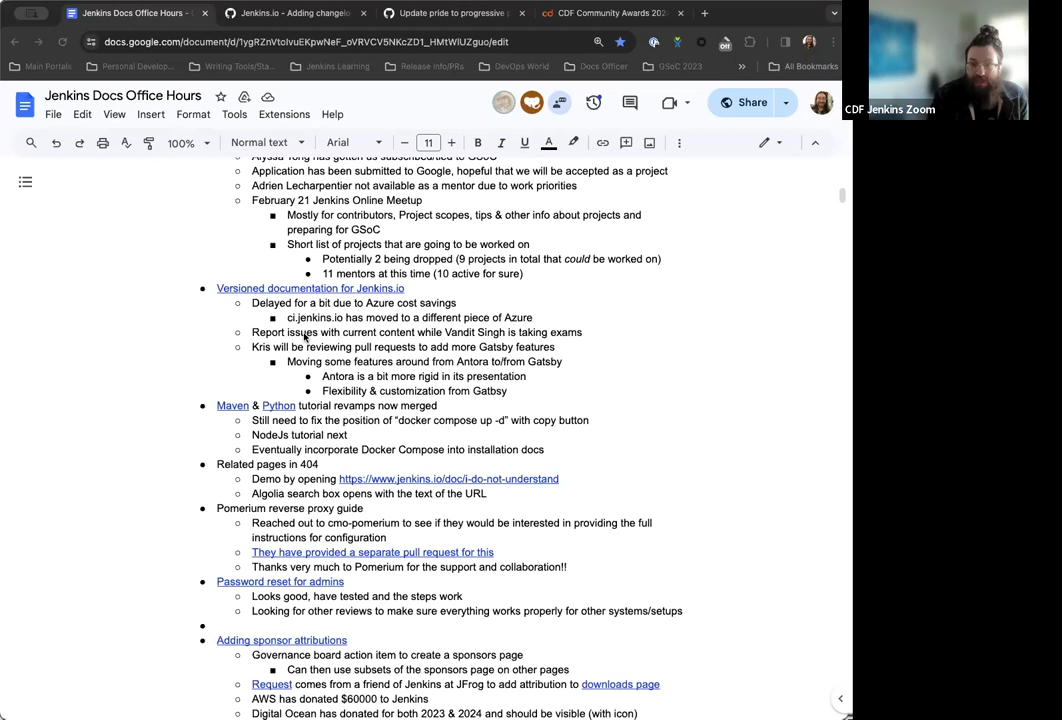 Jenkins Docs Office Hours -
Jenkins.io - Adding changelo
Update pride to progressive p
CDF Community Awards 202
docs.google.com/document/d/1ygRZnVtoIvuEKpwNeF_oVRVCV5NKcZD1_HMtWlUZguo/edit
Off
Main Portals
Personal Develop...
Writing Tools/Sta...
Jenkins Learning
Release Info/PRs
DevOps World
Docs Officer
GSoC 2023
»
All Bookmarks
CDF Jenkins Zoom
Jenkins Docs Office Hours
File Edit View Insert Format Tools Extensions Help
Share
100% Normal text Arial 11 B I U A
Alyssa Tong has gotten us subscribed/tied to GSoC
Application has been submitted to Google, hopeful that we will be accepted as a project
Adrien Lecharpentier not available as a mentor due to work priorities
February 21 Jenkins Online Meetup
Mostly for contributors, Project scopes, tips & other info about projects and
preparing for GSoC
Short list of projects that are going to be worked on
Potentially 2 being dropped (9 projects in total that could be worked on)
11 mentors at this time (10 active for sure)
Versioned documentation for Jenkins.io
Delayed for a bit due to Azure cost savings
ci.jenkins.io has moved to a different piece of Azure
Report issues with current content while Vandit Singh is taking exams
Kris will be reviewing pull requests to add more Gatsby features
Moving some features around from Antora to/from Gatsby
Antora is a bit more rigid in its presentation
Flexibility & customization from Gatbsy
Maven & Python tutorial revamps now merged
Still need to fix the position of “docker compose up -d” with copy button
NodeJs tutorial next
Eventually incorporate Docker Compose into installation docs
Related pages in 404
Demo by opening https://www.jenkins.io/doc/i-do-not-understand
Algolia search box opens with the text of the URL
Pomerium reverse proxy guide
Reached out to cmo-pomerium to see if they would be interested in providing the full
instructions for configuration
They have provided a separate pull request for this
Thanks very much to Pomerium for the support and collaboration!!
Password reset for admins
Looks good, have tested and the steps work
Looking for other reviews to make sure everything works properly for other systems/setups
Adding sponsor attributions
Governance board action item to create a sponsors page
Can then use subsets of the sponsors page on other pages
Request comes from a friend of Jenkins at JFrog to add attribution to downloads page
AWS has donated $60000 to Jenkins
Digital Ocean has donated for both 2023 & 2024 and should be visible (with icon)